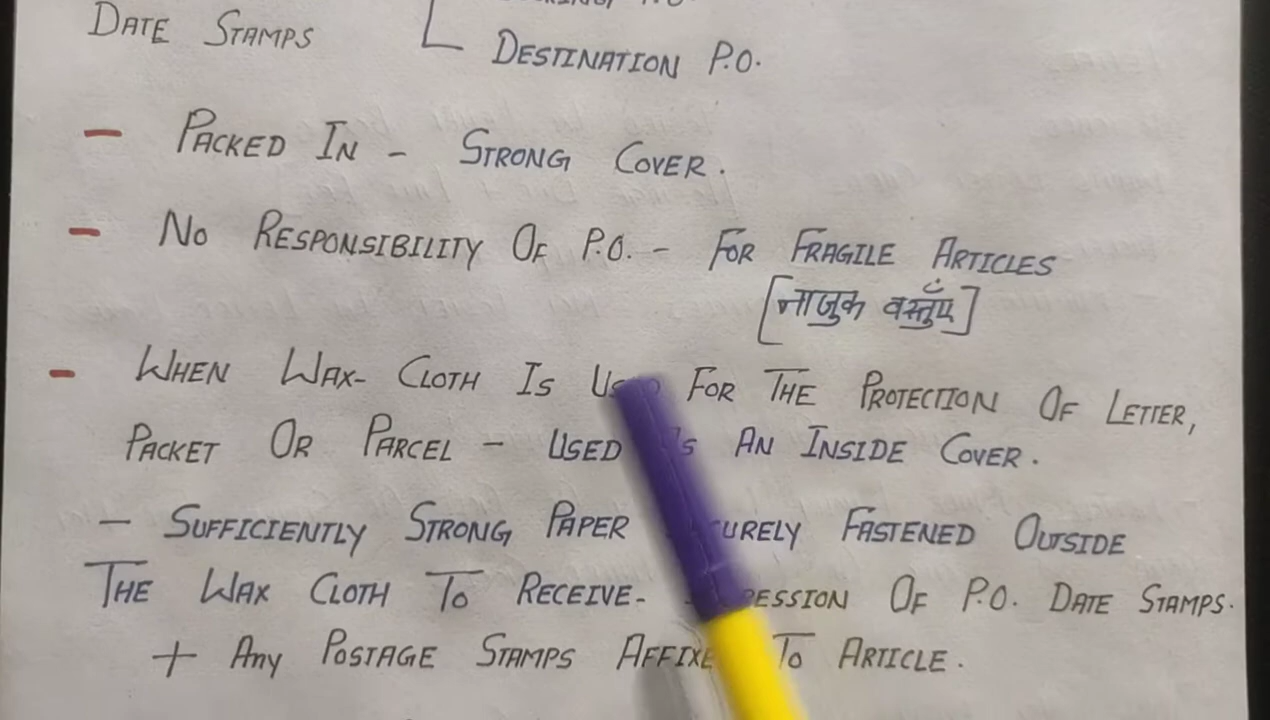 DATE STAMPS DESTINATION P.O.
- PACKED IN - STRONG COVER.
- NO RESPONSIBILITY OF P.O. - FOR FRAGILE ARTICLES
[नाजुक वस्तुएँ]
- WHEN WAX-CLOTH IS FOR THE PROTECTION OF LETTER,
PACKET OR PARCEL - USED AN INSIDE COVER.
- SUFFICIENTLY STRONG PAPER FASTENED OUTSIDE
THE WAX CLOTH TO RECEIVE- OF P.O. DATE STAMPS.
+ ANY POSTAGE STAMPS TO ARTICLE.